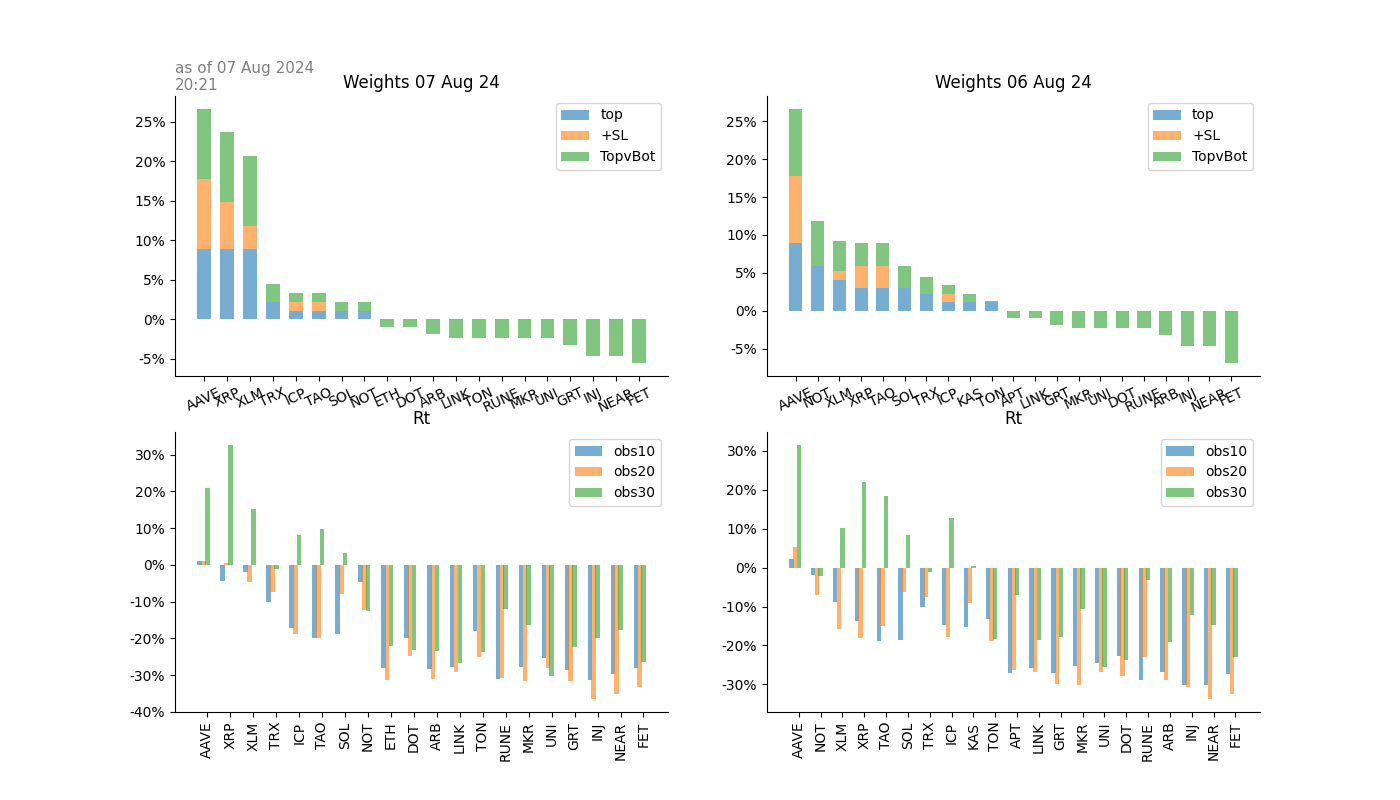 as of 07 Aug 2024
20:21
Weights 07 Aug 24
25%
20%
15%
10%
5%
0%
-5%
top
+SL
TopvBot
AAVE XRP XLM TRX ICP TAO SOL NOT ETH DOT ARB LINK TON RUNE MKR UNI GRT INJ NEAR FET
Weights 06 Aug 24
25%
20%
15%
10%
5%
0%
-5%
top
+SL
TopvBot
AAVE NOT XLM XRP TAO SOL TRX ICP KAS TON APT LINK GRT MKR UNI DOT RUNE ARB INJ NEAR FET
Rt
30%
20%
10%
0%
-10%
-20%
-30%
-40%
obs10
obs20
obs30
AAVE XRP XLM TRX ICP TAO SOL NOT ETH DOT ARB LINK TON RUNE MKR UNI GRT INJ NEAR FET
Rt
30%
20%
10%
0%
-10%
-20%
-30%
obs10
obs20
obs30
AAVE NOT XLM XRP TAO SOL TRX ICP KAS TON APT LINK GRT MKR UNI DOT RUNE ARB INJ NEAR FET